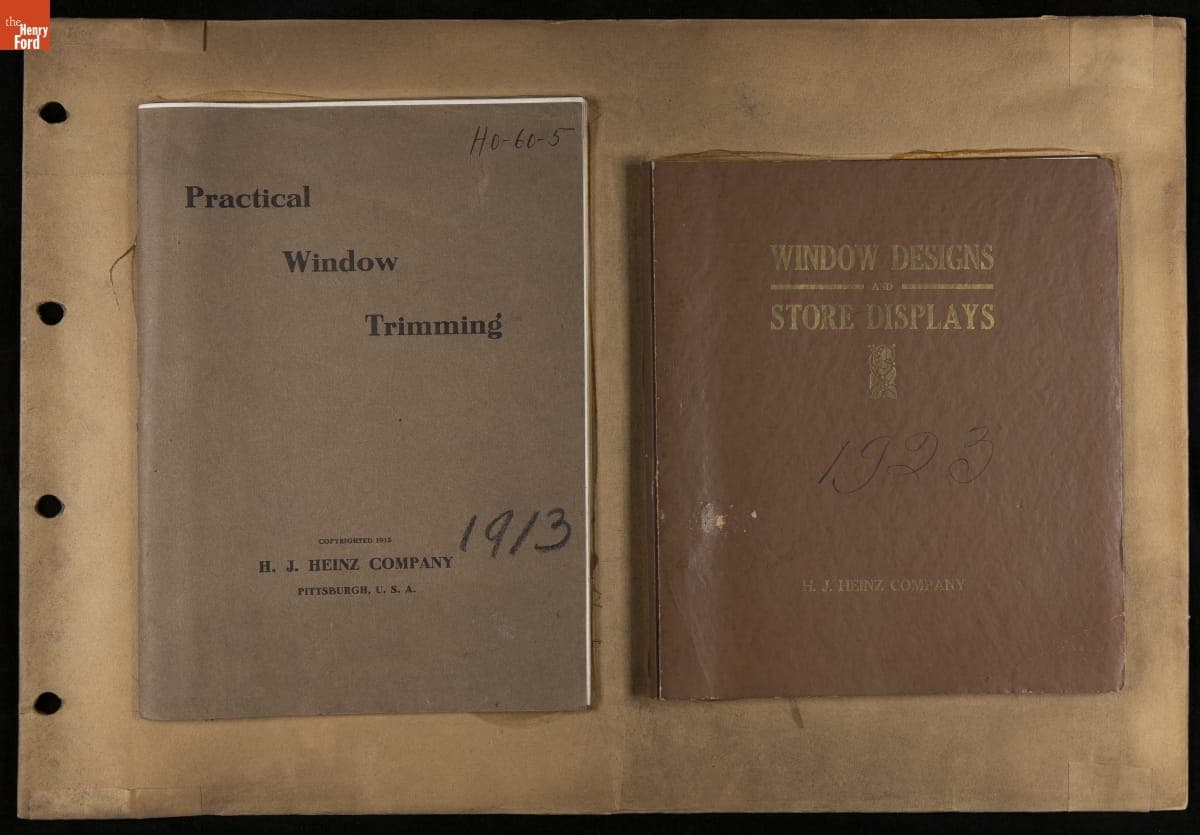 the
Henry
Ford
HO-60-5
Practical
Window
Trimming
1913
COPYRIGHTED 1913
H. J. HEINZ COMPANY
PITTSBURGH, U. S. A.
WINDOW DESIGNS
AND
STORE DISPLAYS
1923
H. J. HEINZ COMPANY